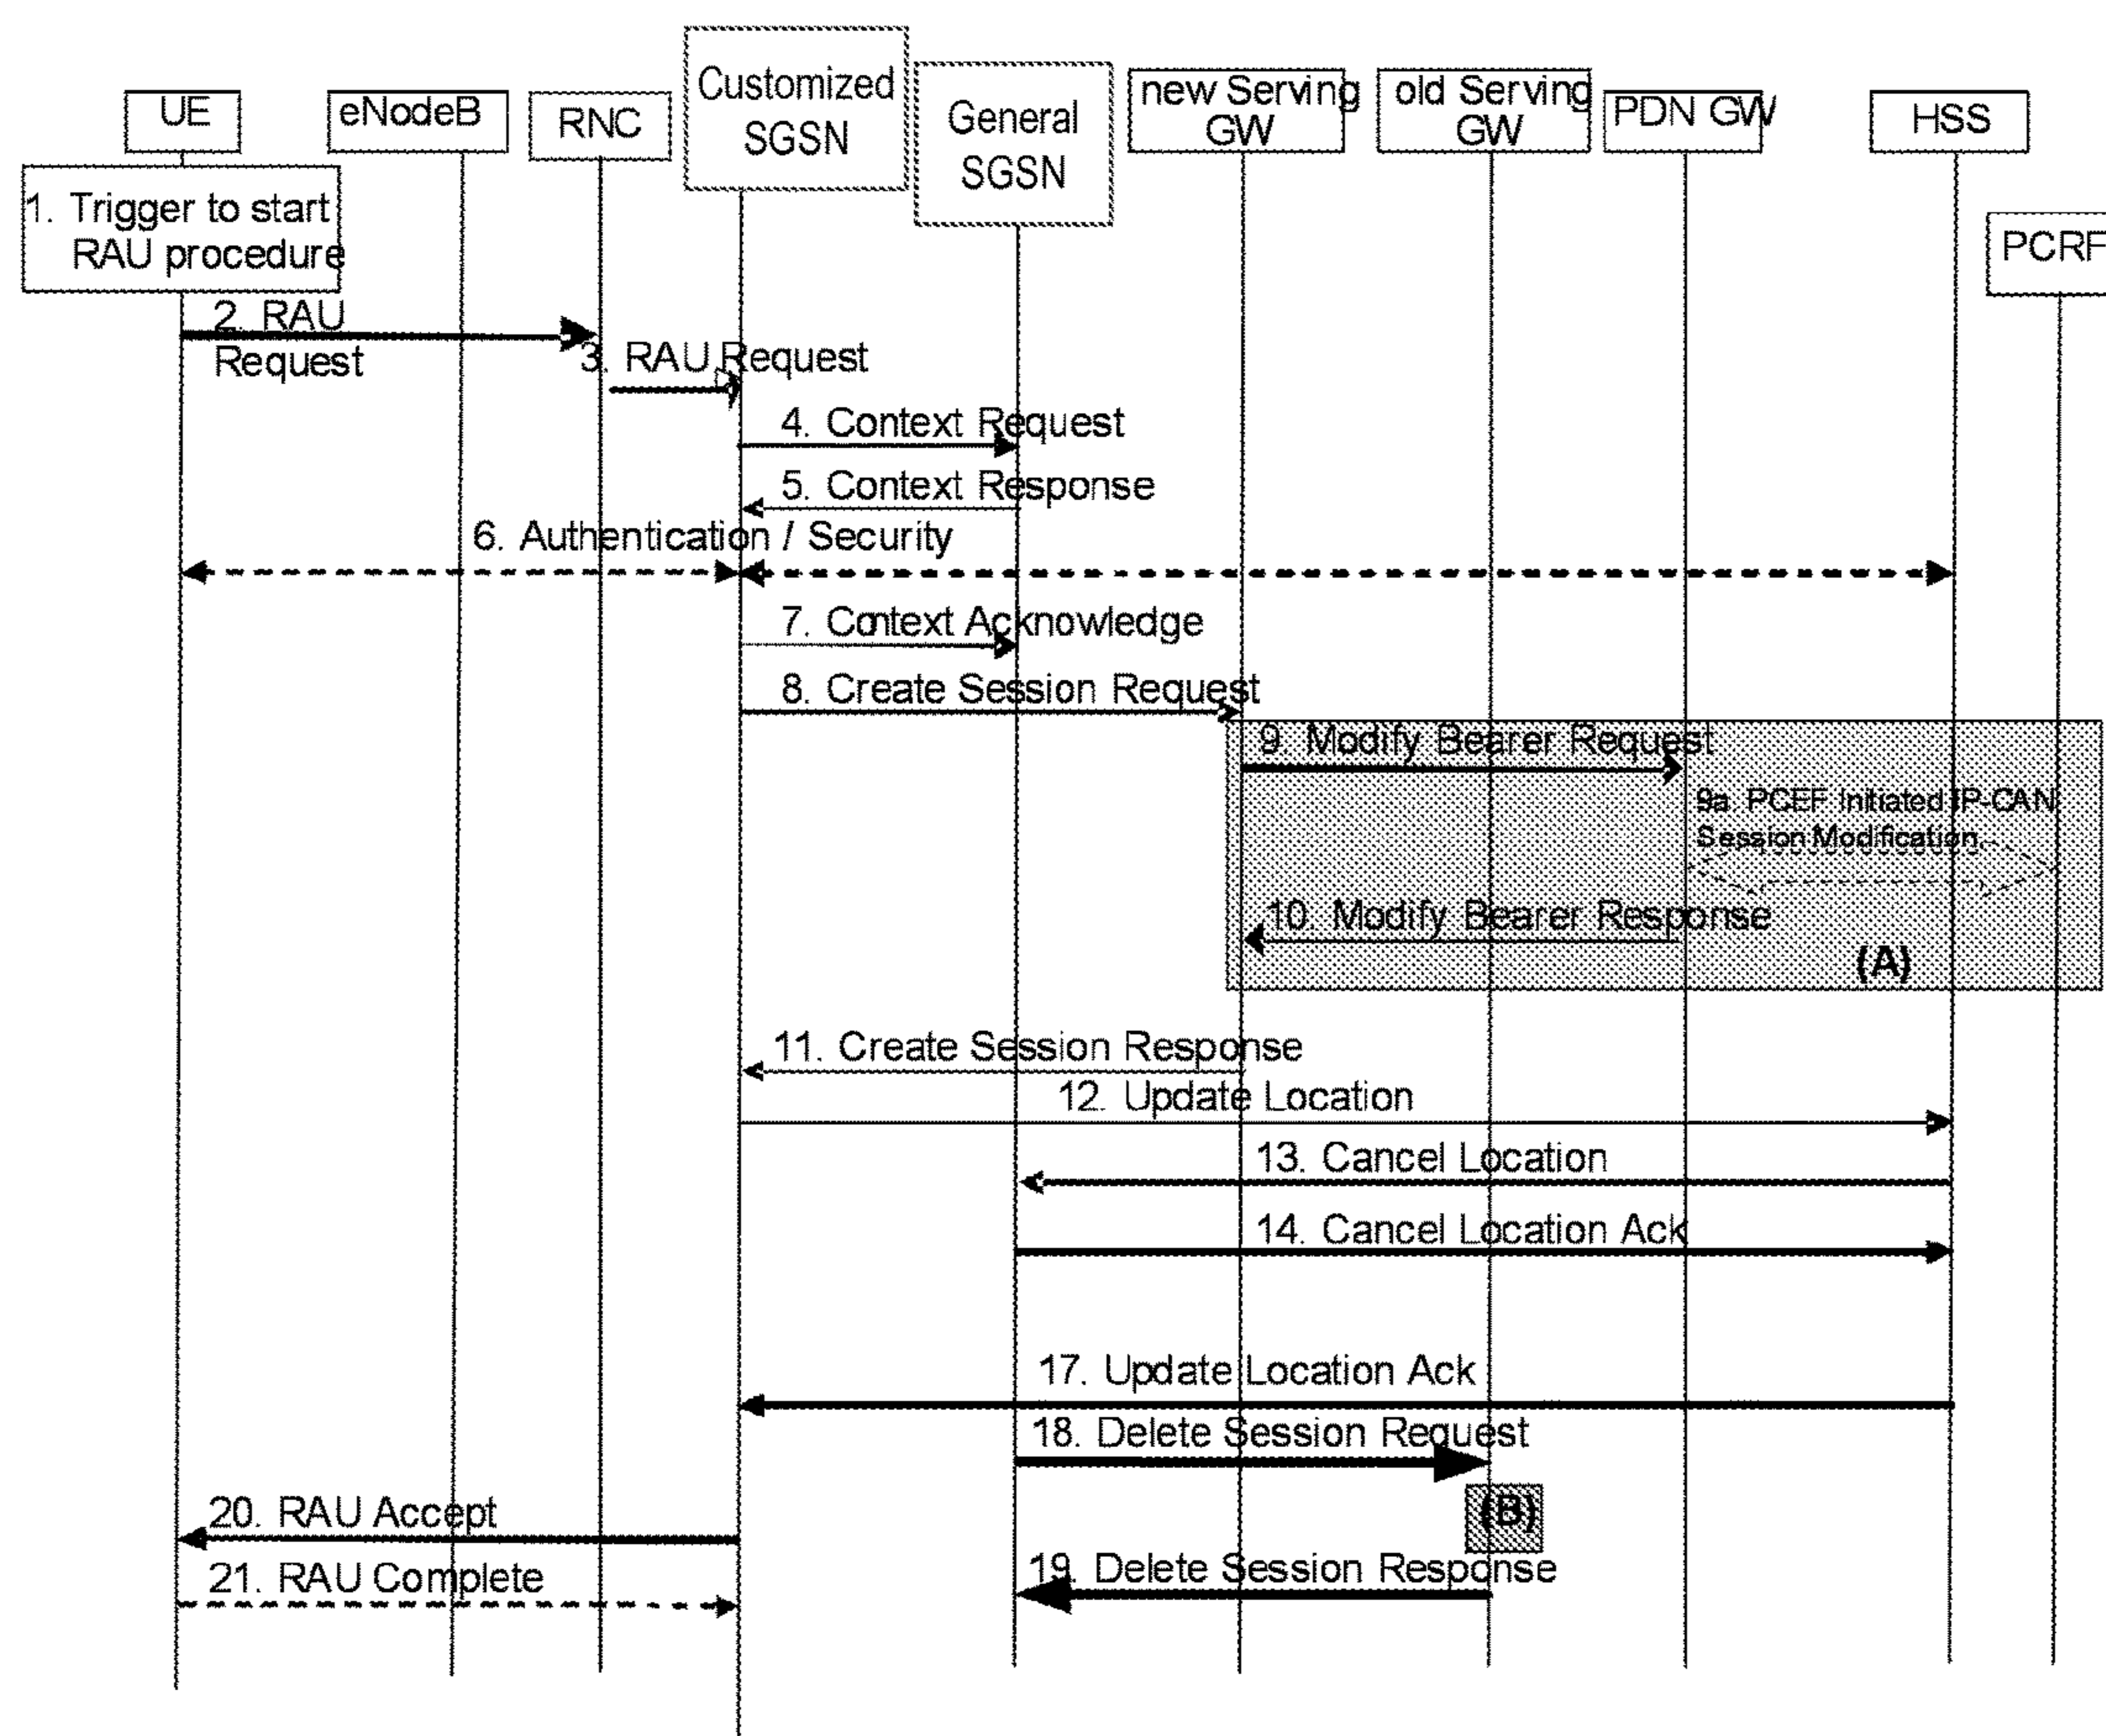 UE
eNodeB
RNC
Customized
SGSN
General
SGSN
new Serving
GW
old Serving
GW
PDN GW
HSS
PCRF
1. Trigger to start
RAU procedure
2. RAU
Request
3. RAU Request
4. Context Request
5. Context Response
6. Authentication / Security
7. Context Acknowledge
8. Create Session Request
9. Modify Bearer Request
9a. PCEF Initiated IP-CAN
Session Modification
10. Modify Bearer Response
(A)
11. Create Session Response
12. Update Location
13. Cancel Location
14. Cancel Location Ack
17. Update Location Ack
18. Delete Session Request
(B)
20. RAU Accept
19. Delete Session Response
21. RAU Complete